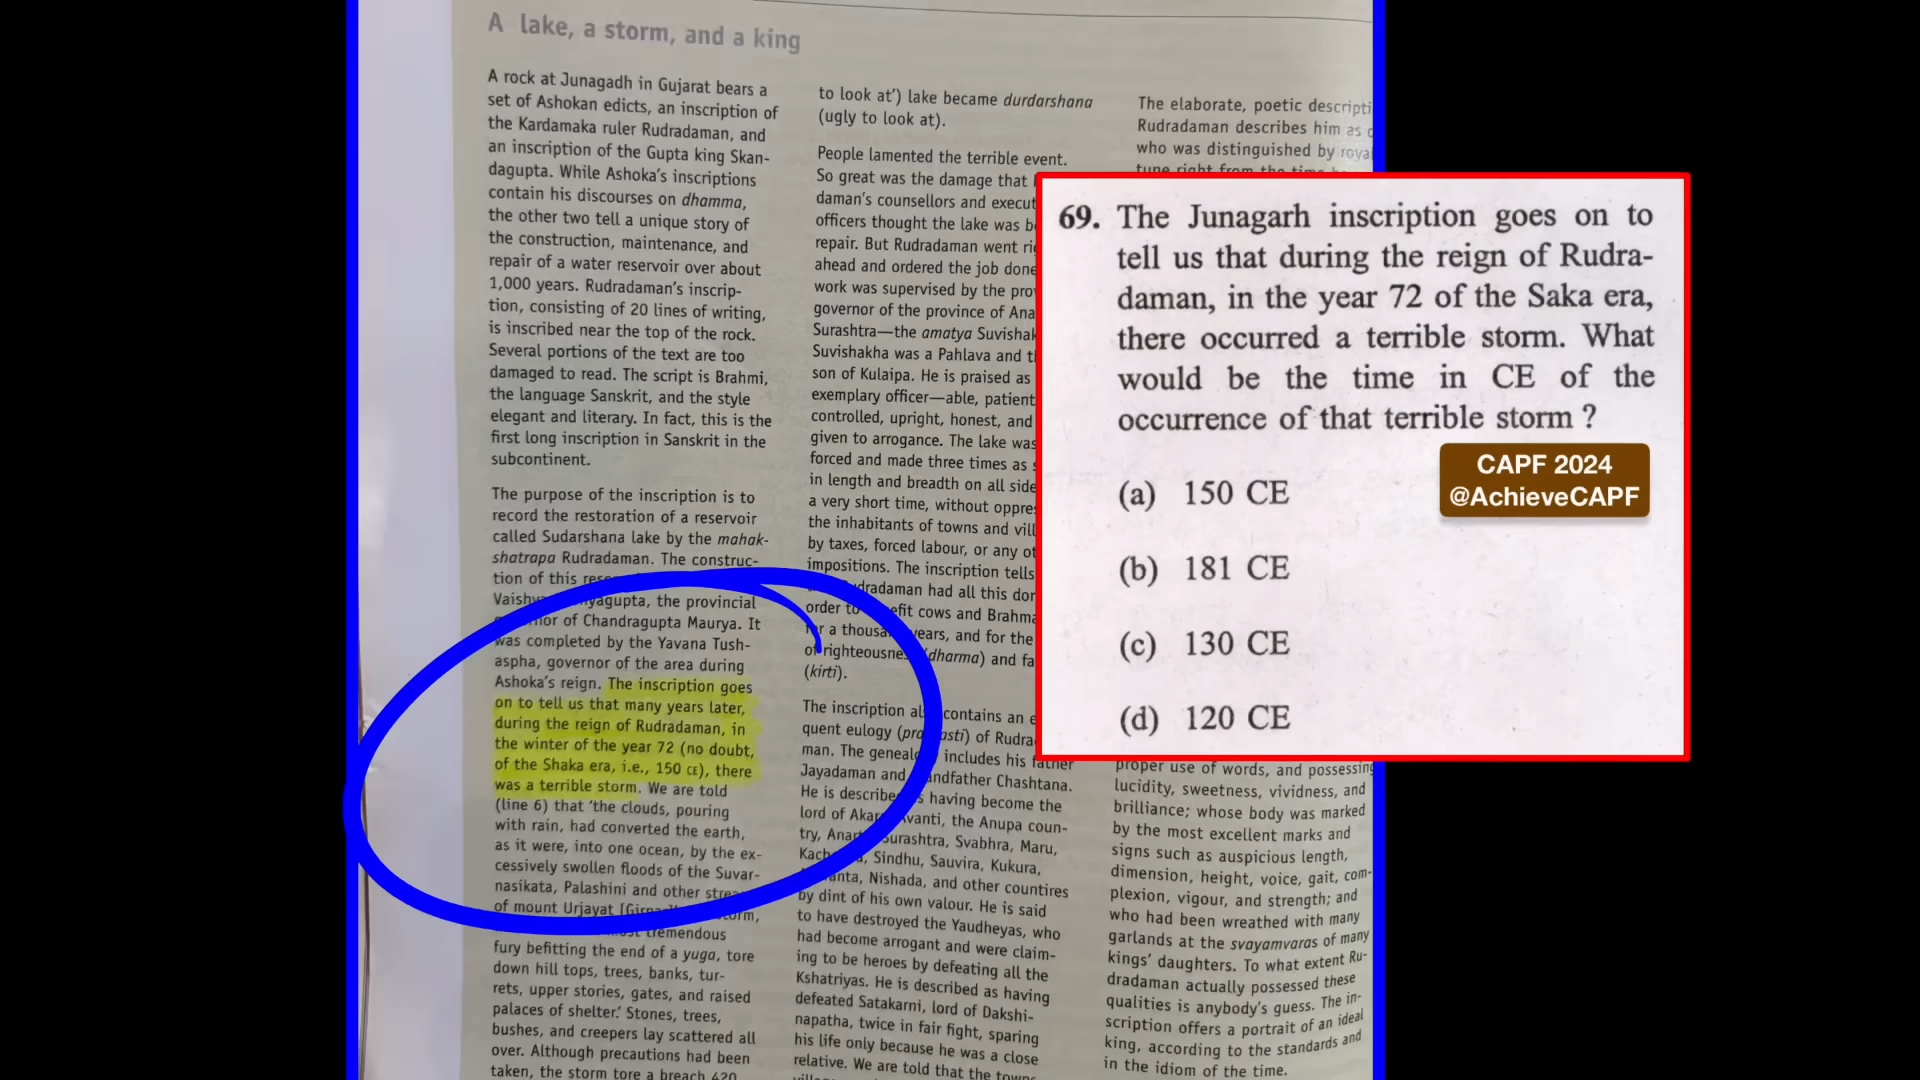 A lake, a storm, and a king
A rock at Junagadh in Gujarat bears a
set of Ashokan edicts, an inscription of
the Kardamaka ruler Rudradaman, and
an inscription of the Gupta king Skan-
dagupta. While Ashoka's inscriptions
contain his discourses on dhamma,
the other two tell a unique story of
the construction, maintenance, and
repair of a water reservoir over about
1,000 years. Rudradaman's inscrip-
tion, consisting of 20 lines of writing,
is inscribed near the top of the rock.
Several portions of the text are too
damaged to read. The script is Brahmi,
the language Sanskrit, and the style
elegant and literary. In fact, this is the
first long inscription in Sanskrit in the
subcontinent.
The purpose of the inscription is to
record the restoration of a reservoir
called Sudarshana lake by the mahak-
shatrapa Rudradaman. The construc-
tion of this
the provincial
of Chandragupta Maurya. It
was completed by the Yavana Tush-
aspha, governor of the area during
Ashoka's reign. The inscription goes
on to tell us that many years later,
during the reign of Rudradaman, in
the winter of the year 72 (no doubt,
of the Shaka era, i.e., 150 CE), there
was a terrible storm. We are told
(line 6) that 'the clouds, pouring
with rain, had converted the earth,
as it were, into one ocean, by the ex-
cessively swollen floods of the Suvar-
nasikata, Palashini and other
of mount Urjayat
tremendous
fury befitting the end of a yuga, tore
down hill tops, trees, banks, tur-
rets, upper stories, gates, and raised
palaces of shelter.' Stones, trees,
bushes, and creepers lay scattered all
over. Although precautions had been
taken, the storm tore a breach 420
to look at') lake became durdarshana
(ugly to look at).
People lamented the terrible event.
So great was the damage that
daman's counsellors and execut
officers thought the lake was
repair. But Rudradaman went
ahead and ordered the job done
work was supervised by the
governor of the province of
Surashtra—the amatya Suvishak
Suvishakha was a Pahlava and
son of Kulaipa. He is praised as
exemplary officer—able, patient
controlled, upright, honest, and
given to arrogance. The lake was
forced and made three times as
in length and breadth on all side
a very short time, without oppre
the inhabitants of towns and
by taxes, forced labour, or any
impositions. The inscription tells
had all this
order to cows and Brahma
a years, and for the
of (dharma) and
(kirti).
The inscription contains an
quent eulogy of
man. The includes his father
Jayadaman and Chashtana.
He is having become the
lord of the Anupa coun-
try, Surashtra, Svabhra, Maru,
Sindhu, Sauvira, Kukura,
Nishada, and other countires
by dint of his own valour. He is said
to have destroyed the Yaudheyas, who
had become arrogant and were claim-
ing to be heroes by defeating all the
Kshatriyas. He is described as having
defeated Satakarni, lord of Dakshi-
napatha, twice in fair fight, sparing
his life only because he was a close
relative. We are told that the
The elaborate, poetic descripti
Rudradaman describes him as
who was distinguished by roya
tune right from the time
proper use of words, and possessing
lucidity, sweetness, vividness, and
brilliance; whose body was marked
by the most excellent marks and
signs such as auspicious length,
dimension, height, voice, gait, com-
plexion, vigour, and strength; and
who had been wreathed with many
garlands at the svayamvaras of many
kings' daughters. To what extent Ru-
dradaman actually possessed these
qualities is anybody's guess. The in-
scription offers a portrait of an ideal
king, according to the standards and
in the idiom of the time.
69. The Junagarh inscription goes on to
tell us that during the reign of Rudra-
daman, in the year 72 of the Saka era,
there occurred a terrible storm. What
would be the time in CE of the
occurrence of that terrible storm ?
CAPF 2024
@AchieveCAPF
(a) 150 CE
(b) 181 CE
(c) 130 CE
(d) 120 CE